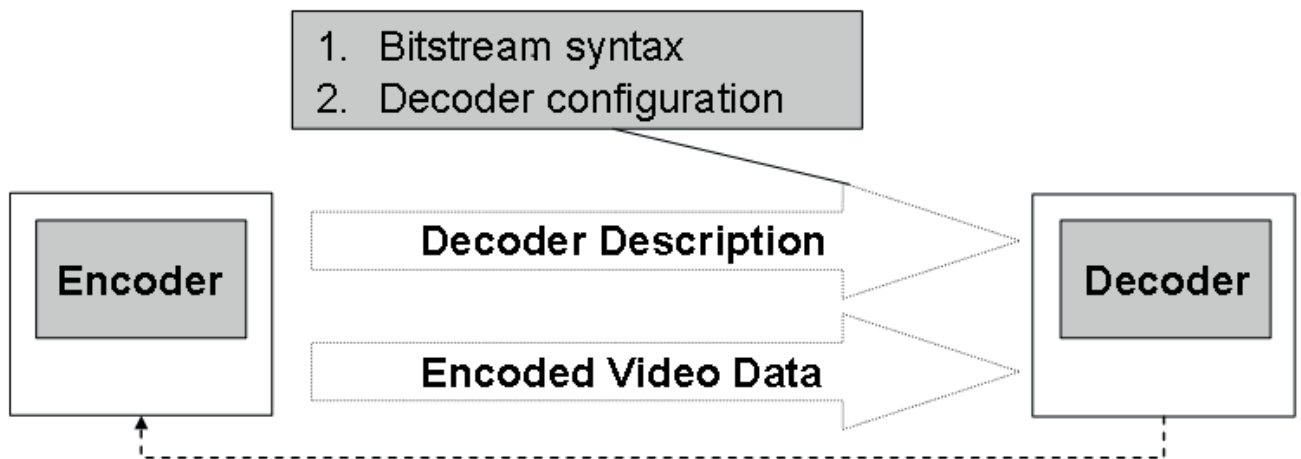 1. Bitstream syntax
2. Decoder configuration
Decoder Description
Encoder
Decoder
Encoded Video Data